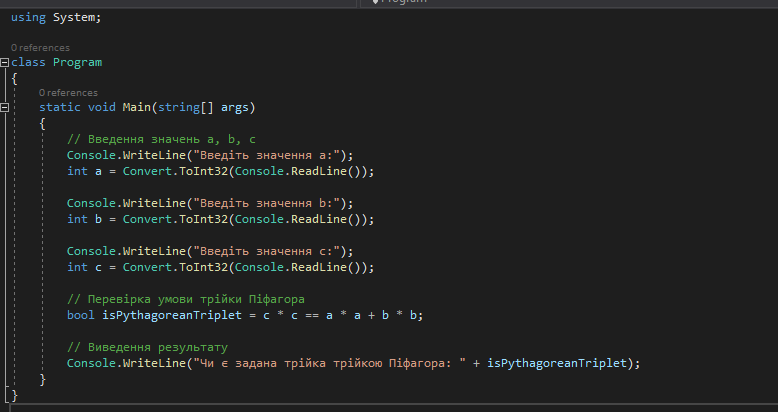 Program
using System;
0 references
class Program
{
0 references
static void Main(string[] args)
{
// Введення значень a, b, c
Console.WriteLine("Введіть значення a:");
int a = Convert.ToInt32(Console.ReadLine());
Console.WriteLine("Введіть значення b:");
int b = Convert.ToInt32(Console.ReadLine());
Console.WriteLine("Введіть значення c:");
int c = Convert.ToInt32(Console.ReadLine());
// Перевірка умови трійки Піфагора
bool isPythagoreanTriplet = c * c == a * a + b * b;
// Виведення результату
Console.WriteLine("Чи є задана трійка трійкою Піфагора: " + isPythagoreanTriplet);
}
}